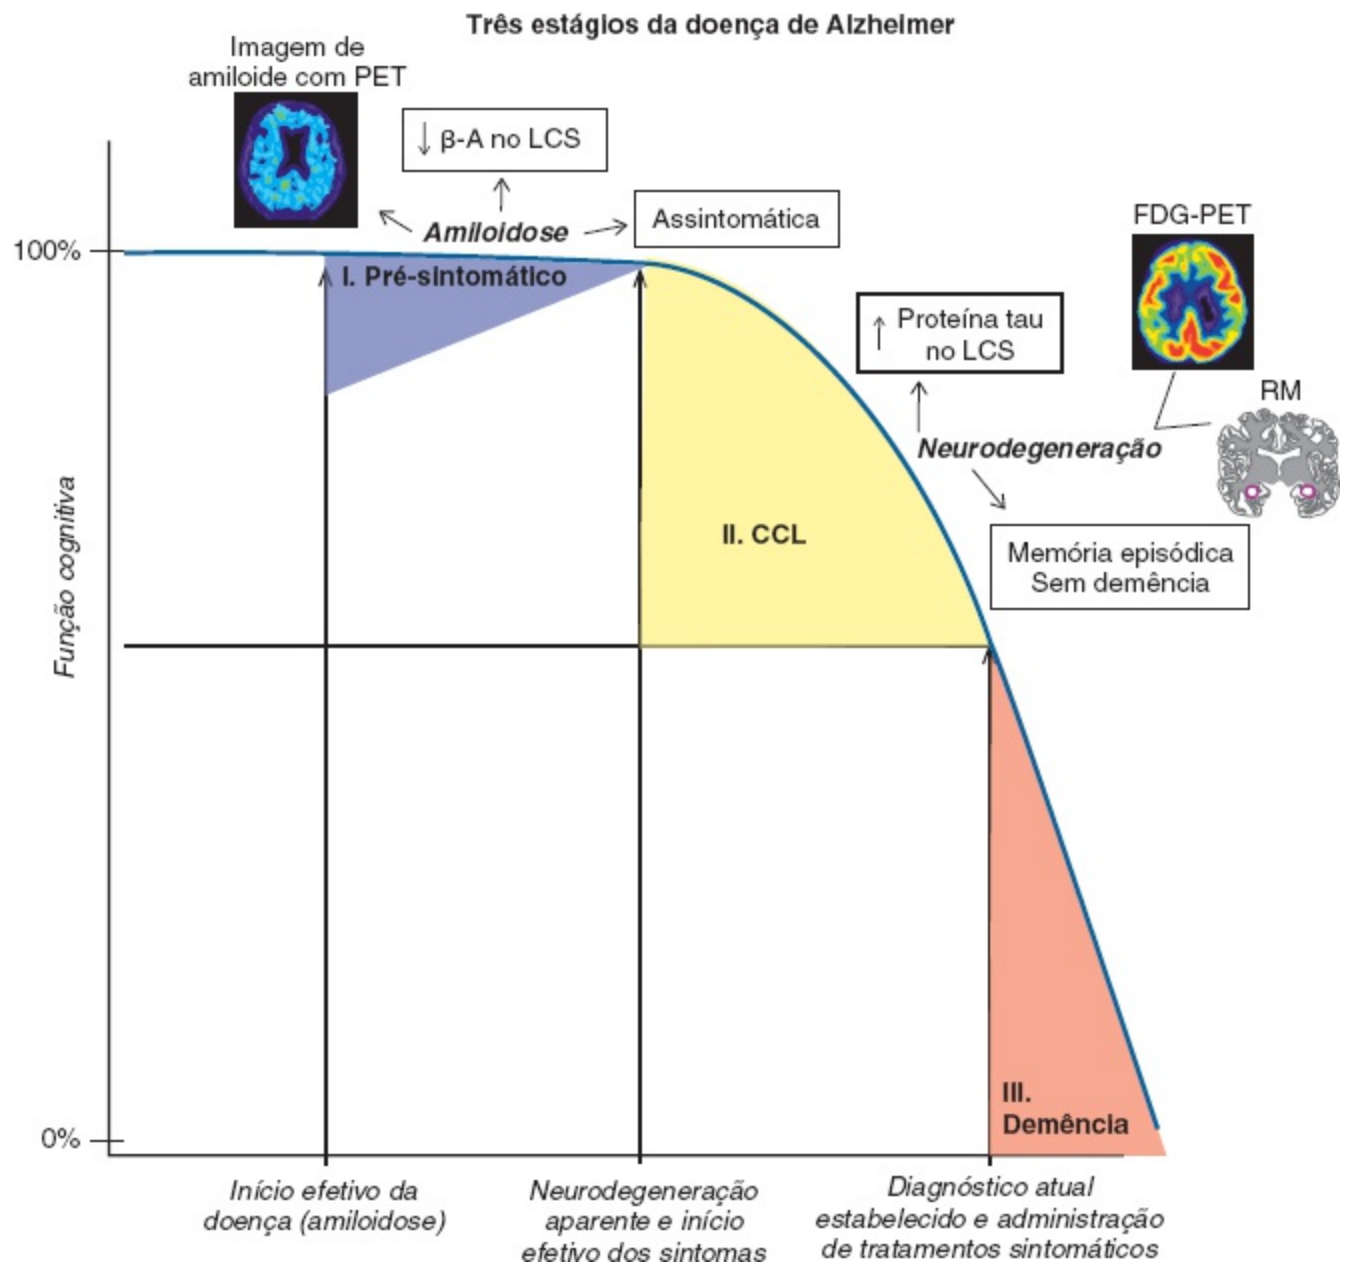 Três estágios da doença de Alzheimer
Imagem de
amiloide com PET
↓ β-A no LCS
Amiloidose
Assintomática
100%
I. Pré-sintomático
FDG-PET
↑ Proteína tau
no LCS
RM
Neurodegeneração
Memória episódica
Sem demência
II. CCL
Função cognitiva
III.
Demência
0%
Início efetivo da
doença (amiloidose)
Neurodegeneração
aparente e início
efetivo dos sintomas
Diagnóstico atual
estabelecido e administração
de tratamentos sintomáticos